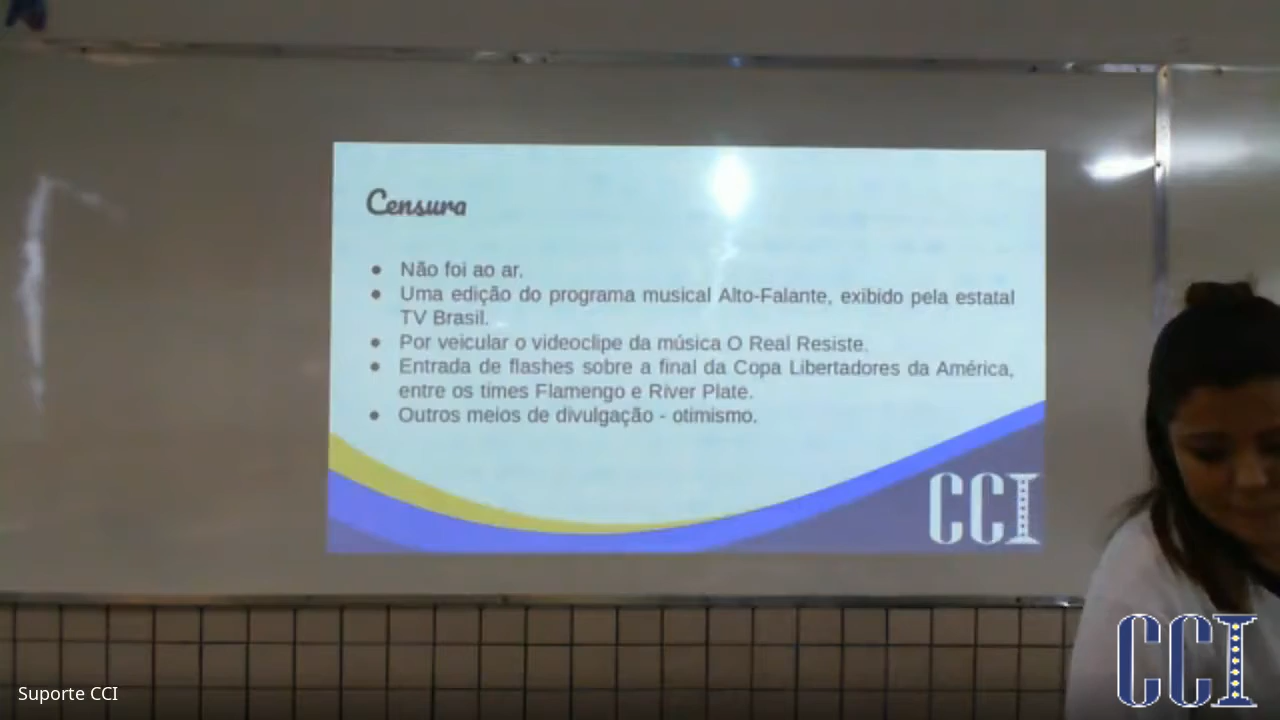 Censura
● Não foi ao ar.
● Uma edição do programa musical Alto-Falante, exibido pela estatal
TV Brasil.
● Por veicular o videoclipe da música O Real Resiste.
● Entrada de flashes sobre a final da Copa Libertadores da América,
entre os times Flamengo e River Plate.
● Outros meios de divulgação - otimismo.
CCI
CCI
Suporte CCI